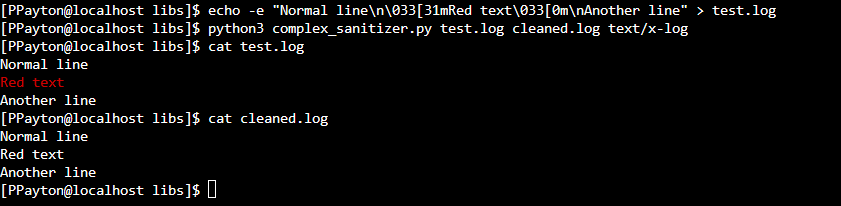 [PPayton@localhost libs]$ echo -e "Normal line\n\033[31mRed text\033[0m\nAnother line" > test.log
[PPayton@localhost libs]$ python3 complex_sanitizer.py test.log cleaned.log text/x-log
[PPayton@localhost libs]$ cat test.log
Normal line
Red text
Another line
[PPayton@localhost libs]$ cat cleaned.log
Normal line
Red text
Another line
[PPayton@localhost libs]$